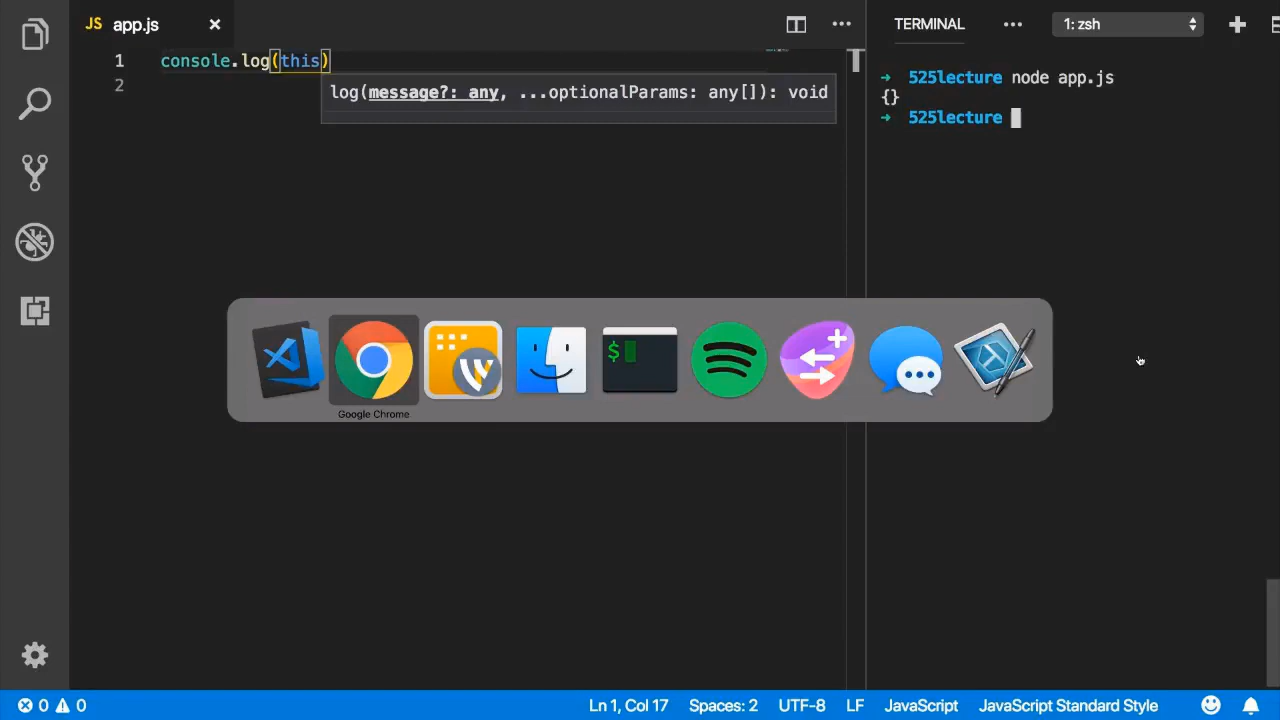 JS app.js
TERMINAL
1: zsh
1 console.log(this)
2
log(message?: any, ...optionalParams: any[]): void
➜ 525lecture node app.js
{}
➜ 525lecture
$
Google Chrome
0 0
Ln 1, Col 17
Spaces: 2
UTF-8
LF
JavaScript
JavaScript Standard Style